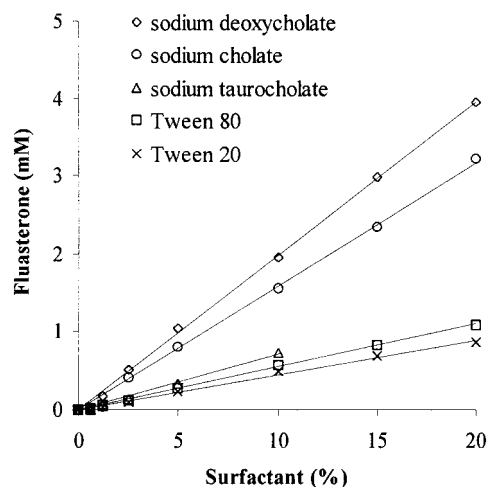 5
sodium deoxycholate
sodium cholate
4
sodium taurocholate
Tween 80
3
Tween 20
Fluasterone (mM)
2
1
0
0 5 10 15 20
Surfactant (%)